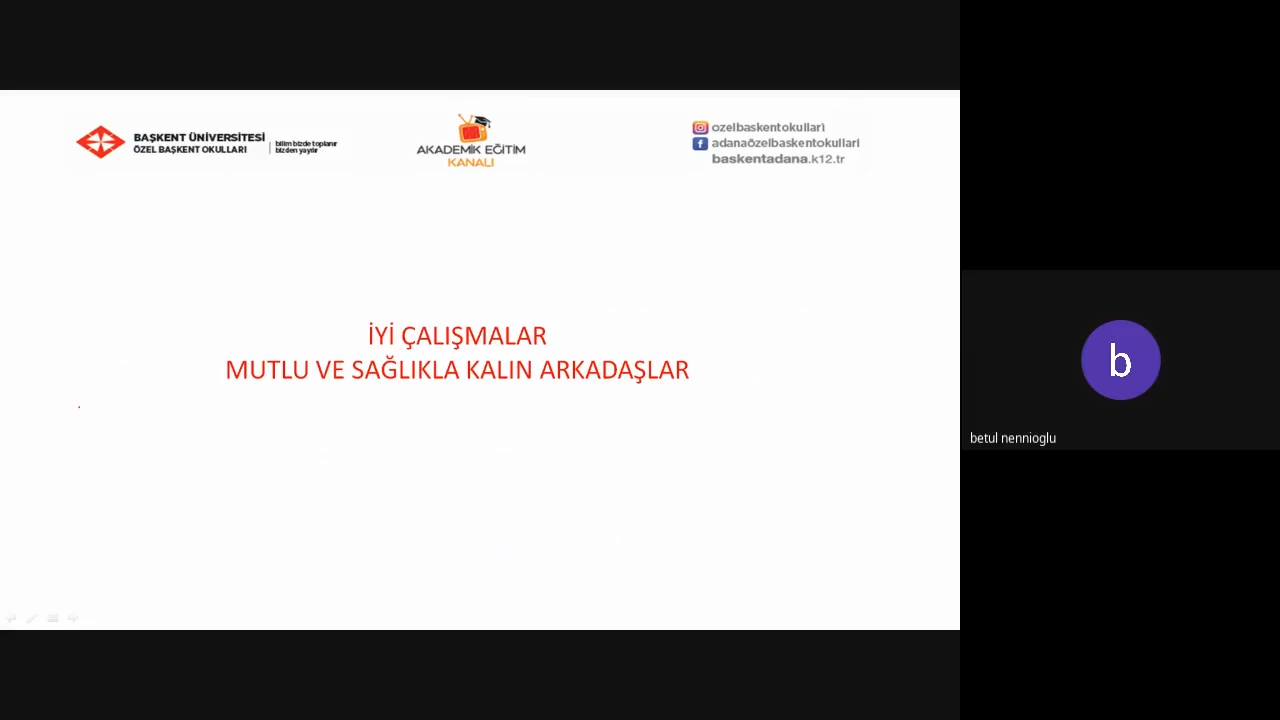 BAŞKENT ÜNİVERSİTESİ
ÖZEL BAŞKENT OKULLARI
bilim bizde toplanır
bizden yayılır
AKADEMİK EĞİTİM
KANALI
ozelbaskentokullari
adanaözelbaskentokullari
baskentadana.k12.tr
İYİ ÇALIŞMALAR
MUTLU VE SAĞLIKLA KALIN ARKADAŞLAR
b
betul nennioglu